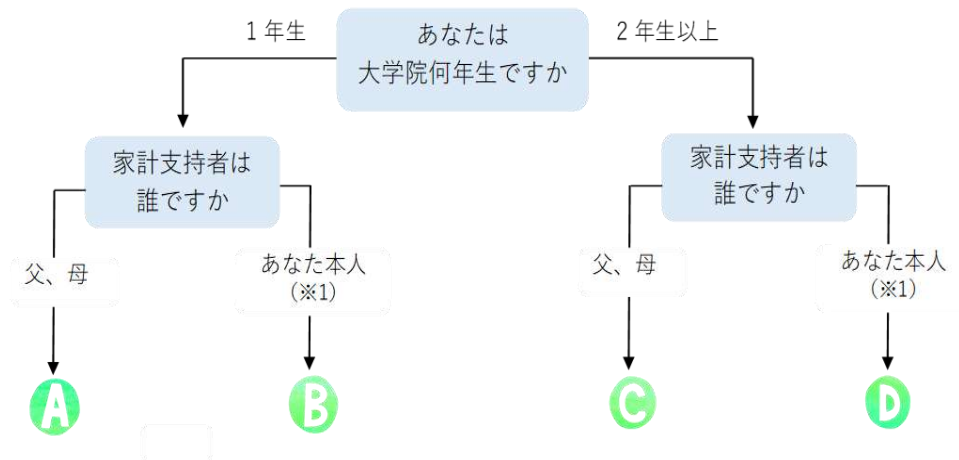 1 年生
あなたは
大学院何年生ですか
2 年生以上
家計支持者は
誰ですか
家計支持者は
誰ですか
父、母
あなた本人
(※1)
父、母
あなた本人
(※1)
A
B
C
D